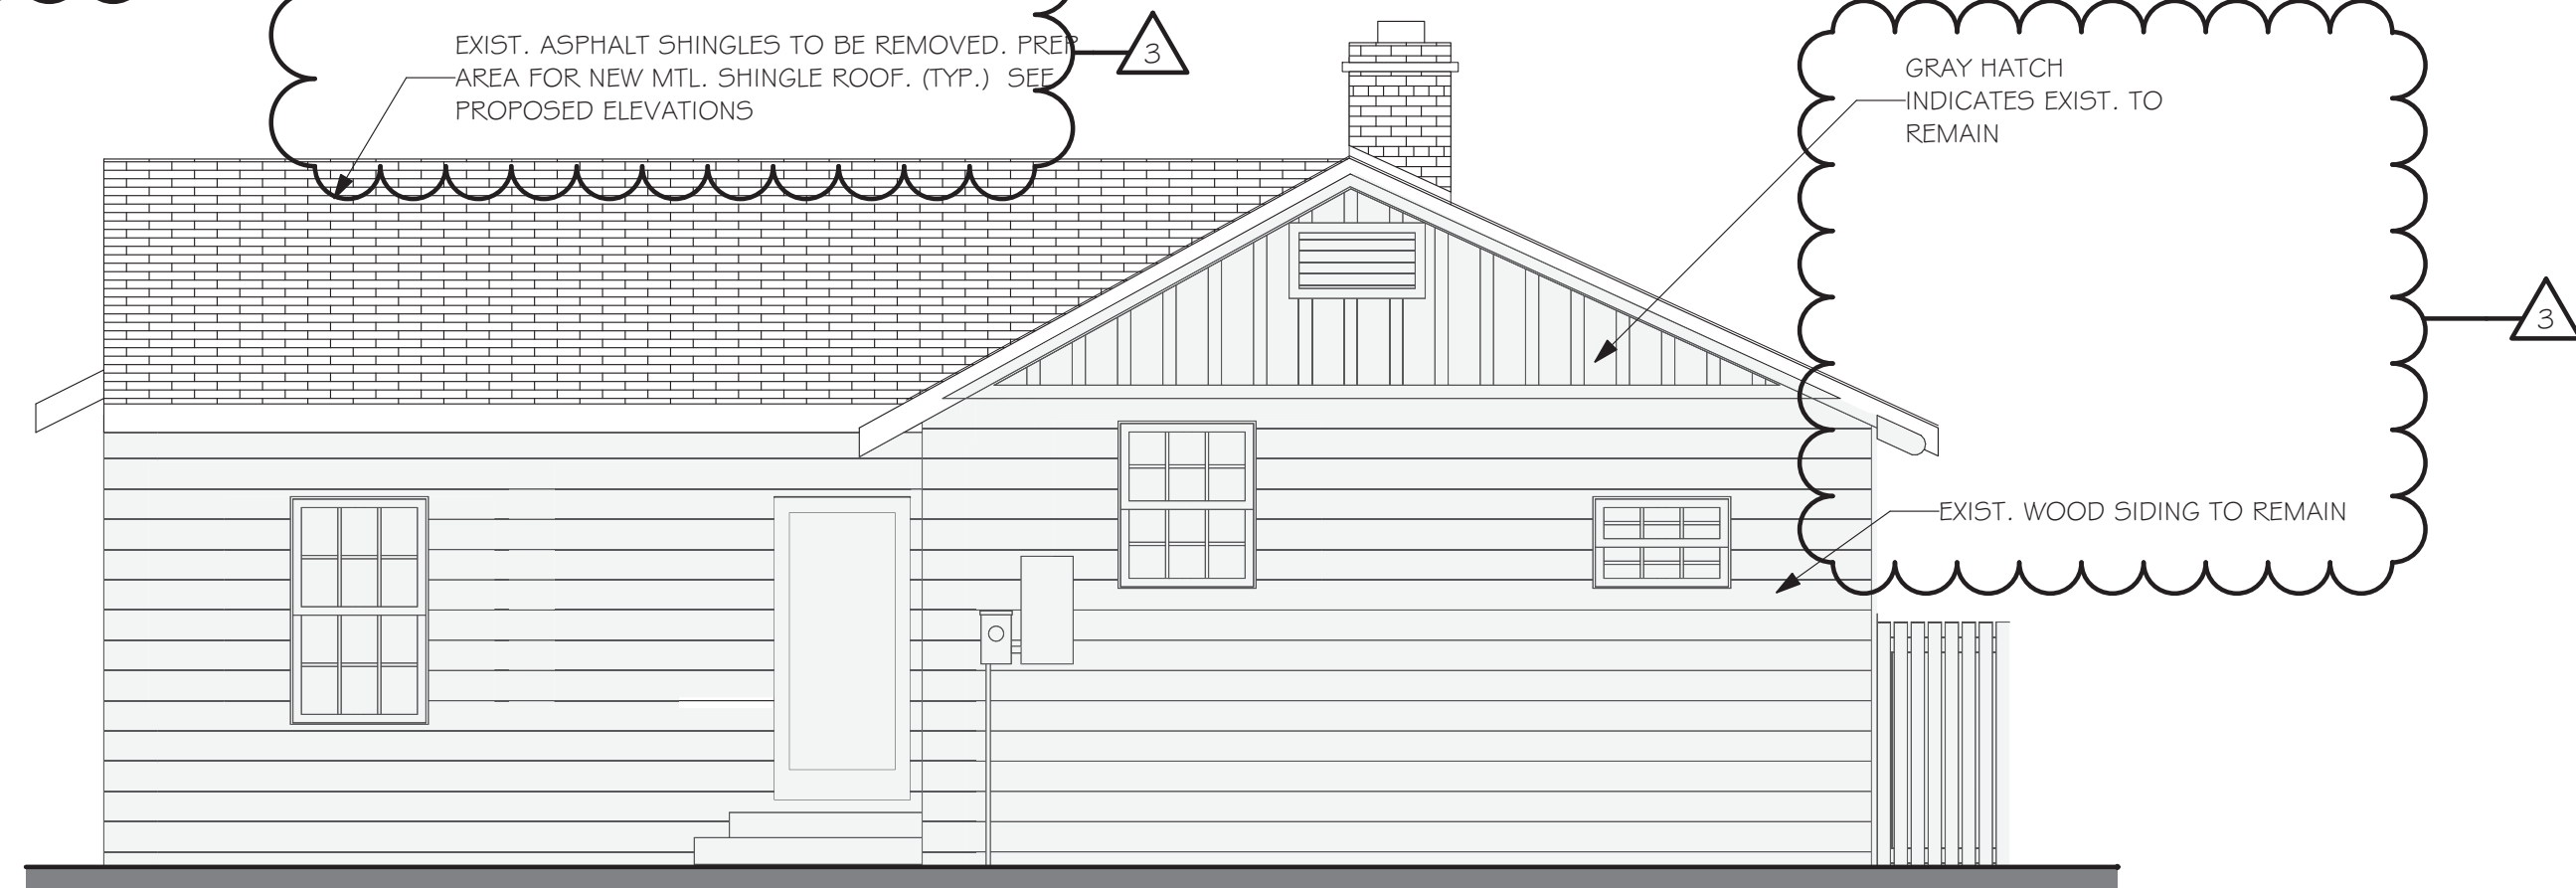 EXIST. ASPHALT SHINGLES TO BE REMOVED. PREP
AREA FOR NEW MTL. SHINGLE ROOF. (TYP.) SEE
PROPOSED ELEVATIONS
3
GRAY HATCH
INDICATES EXIST. TO
REMAIN
3
EXIST. WOOD SIDING TO REMAIN